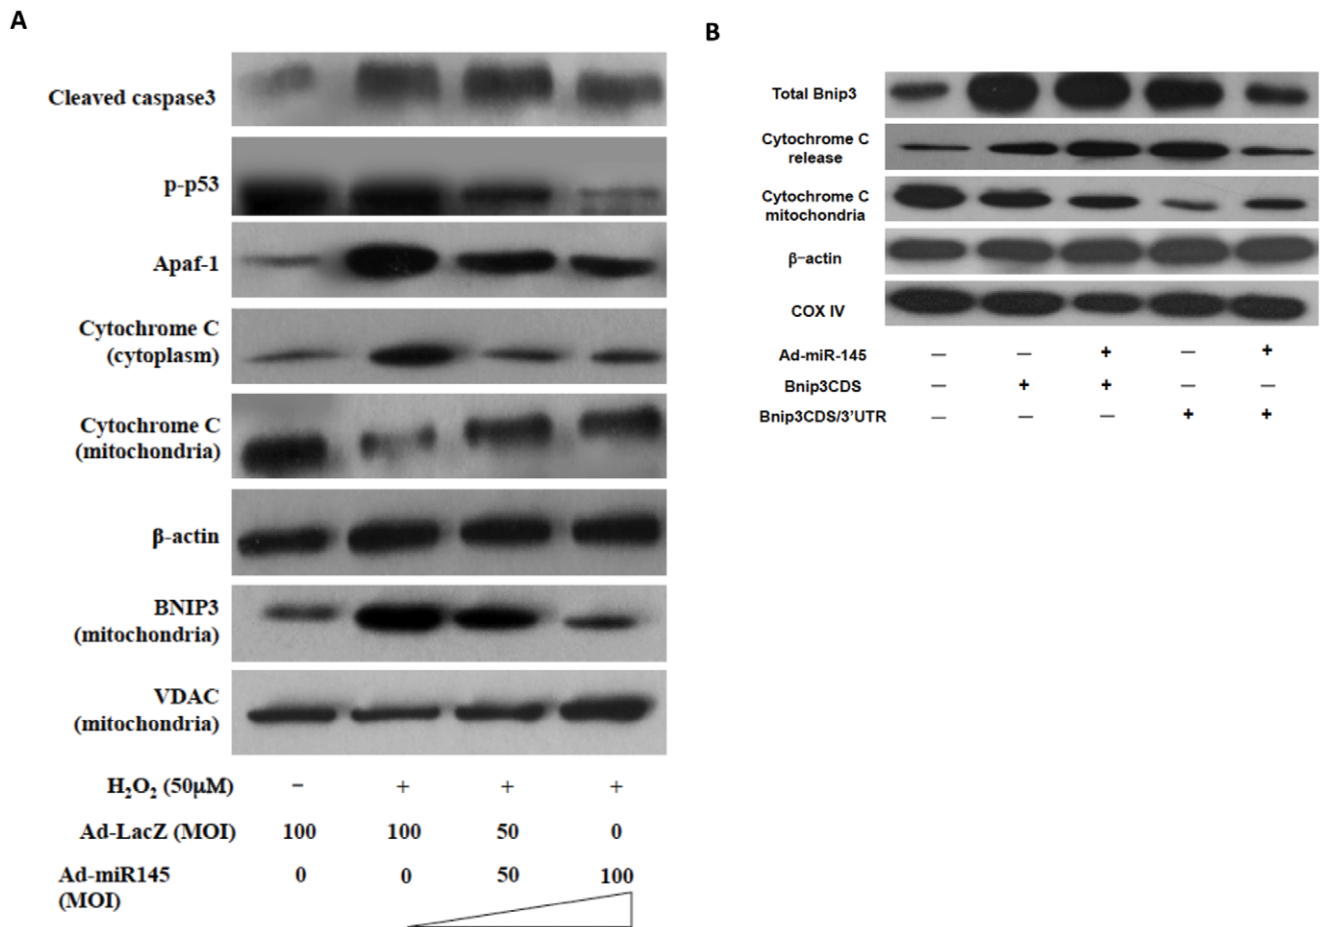 A
Cleaved caspase3
p-p53
Apaf-1
Cytochrome C
(cytoplasm)
Cytochrome C
(mitochondria)
β-actin
BNIP3
(mitochondria)
VDAC
(mitochondria)
H₂O₂ (50μM) − + + +
Ad-LacZ (MOI) 100 100 50 0
Ad-miR145 0 0 50 100
(MOI)
B
Total Bnip3
Cytochrome C
release
Cytochrome C
mitochondria
β−actin
COX IV
Ad-miR-145 — — + — +
Bnip3CDS — + + — —
Bnip3CDS/3'UTR — — — + +